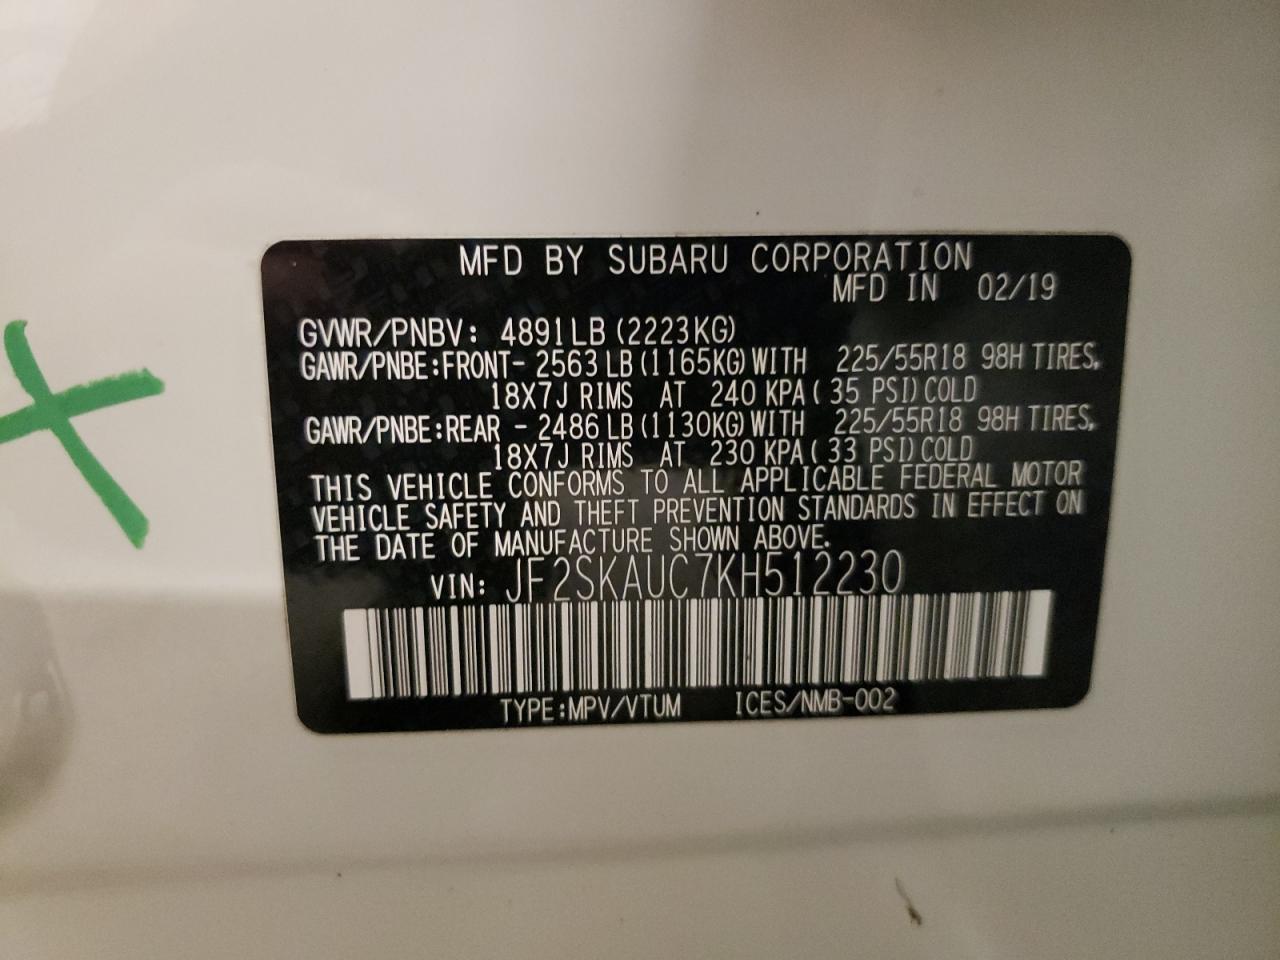 MFD BY SUBARU CORPORATION
MFD IN 02/19
GVWR/PNBV: 4891LB (2223KG)
GAWR/PNBE:FRONT- 2563 LB (1165KG) WITH 225/55R18 98H TIRES,
18X7J RIMS AT 240 KPA ( 35 PSI) COLD
GAWR/PNBE:REAR - 2486 LB (1130KG) WITH 225/55R18 98H TIRES,
18X7J RIMS AT 230 KPA ( 33 PSI) COLD
THIS VEHICLE CONFORMS TO ALL APPLICABLE FEDERAL MOTOR
VEHICLE SAFETY AND THEFT PREVENTION STANDARDS IN EFFECT ON
THE DATE OF MANUFACTURE SHOWN ABOVE.
VIN: JF2SKAUC7KH512230
TYPE:MPV/VTUM ICES/NMB-002